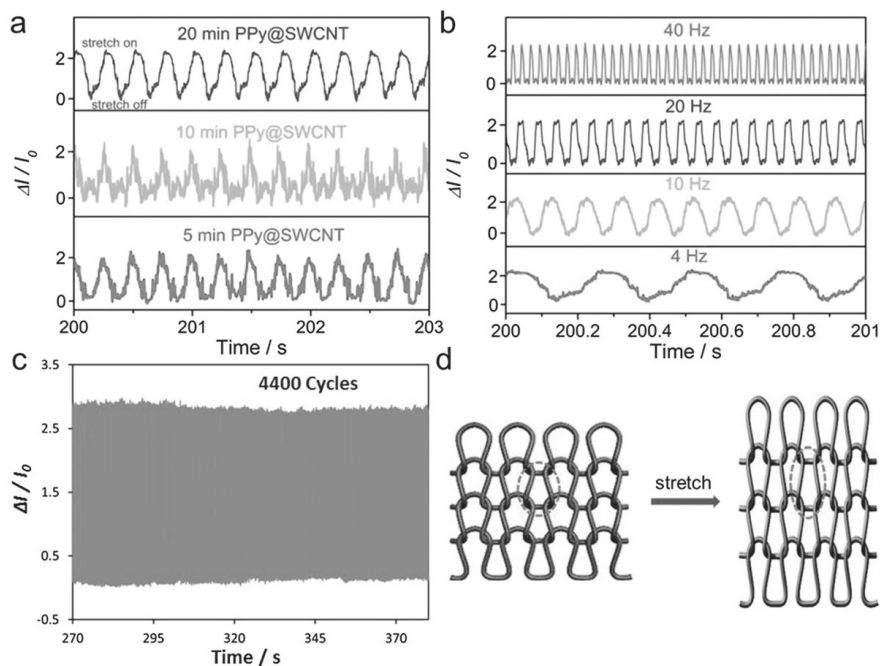 a
20 min PPy@SWCNT
stretch on
stretch off
10 min PPy@SWCNT
5 min PPy@SWCNT
2
0
2
0
2
0
ΔI / I0
200 201 202 203
Time / s
b
40 Hz
20 Hz
10 Hz
4 Hz
2
0
2
0
2
0
2
0
ΔI / I0
200 200.2 200.4 200.6 200.8 201
Time / s
c
4400 Cycles
3.5
2.5
1.5
0.5
-0.5
ΔI / I0
270 295 320 345 370
Time / s
d
stretch